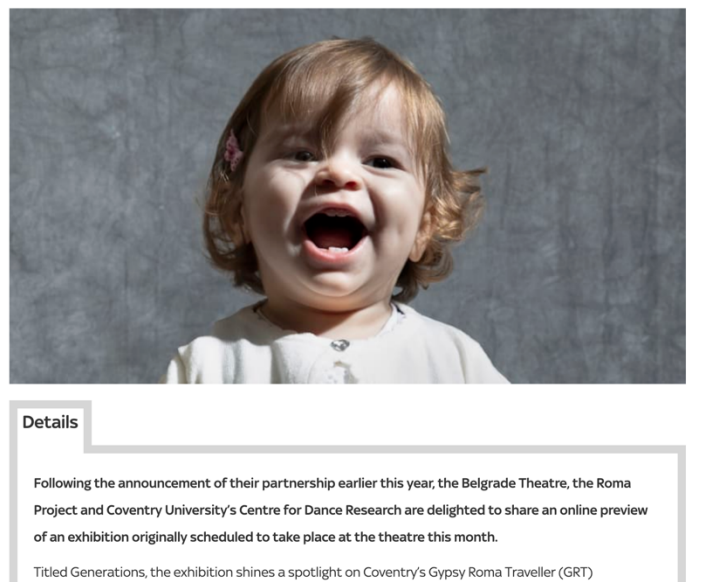 Details
Following the announcement of their partnership earlier this year, the Belgrade Theatre, the Roma
Project and Coventry University's Centre for Dance Research are delighted to share an online preview
of an exhibition originally scheduled to take place at the theatre this month.
Titled Generations, the exhibition shines a spotlight on Coventry's Gypsy Roma Traveller (GRT)